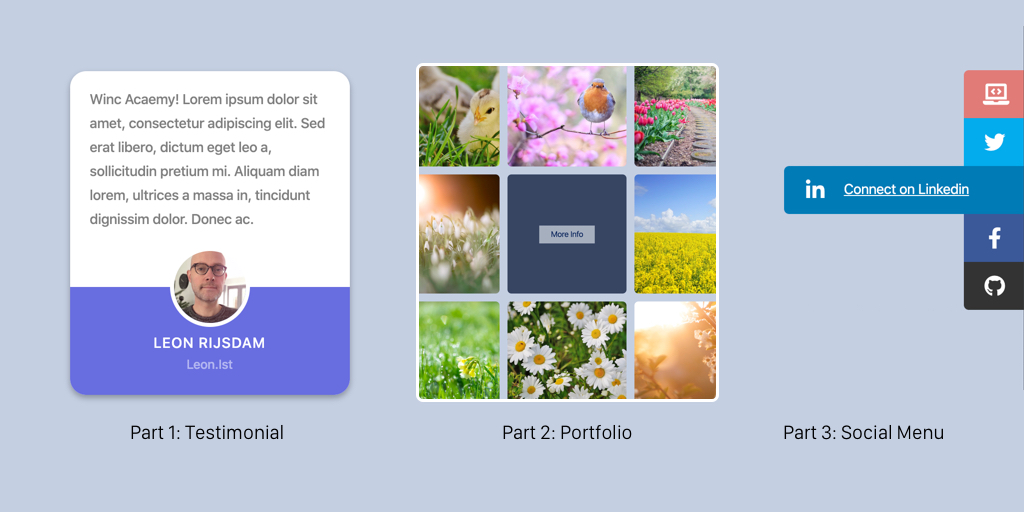 Winc Acaemy! Lorem ipsum dolor sit
amet, consectetur adipiscing elit. Sed
erat libero, dictum eget leo a,
sollicitudin pretium mi. Aliquam diam
lorem, ultrices a massa in, tincidunt
dignissim dolor. Donec ac.
LEON RIJSDAM
Leon.Ist
Part 1: Testimonial
More Info
Part 2: Portfolio
in Connect on Linkedin
Part 3: Social Menu